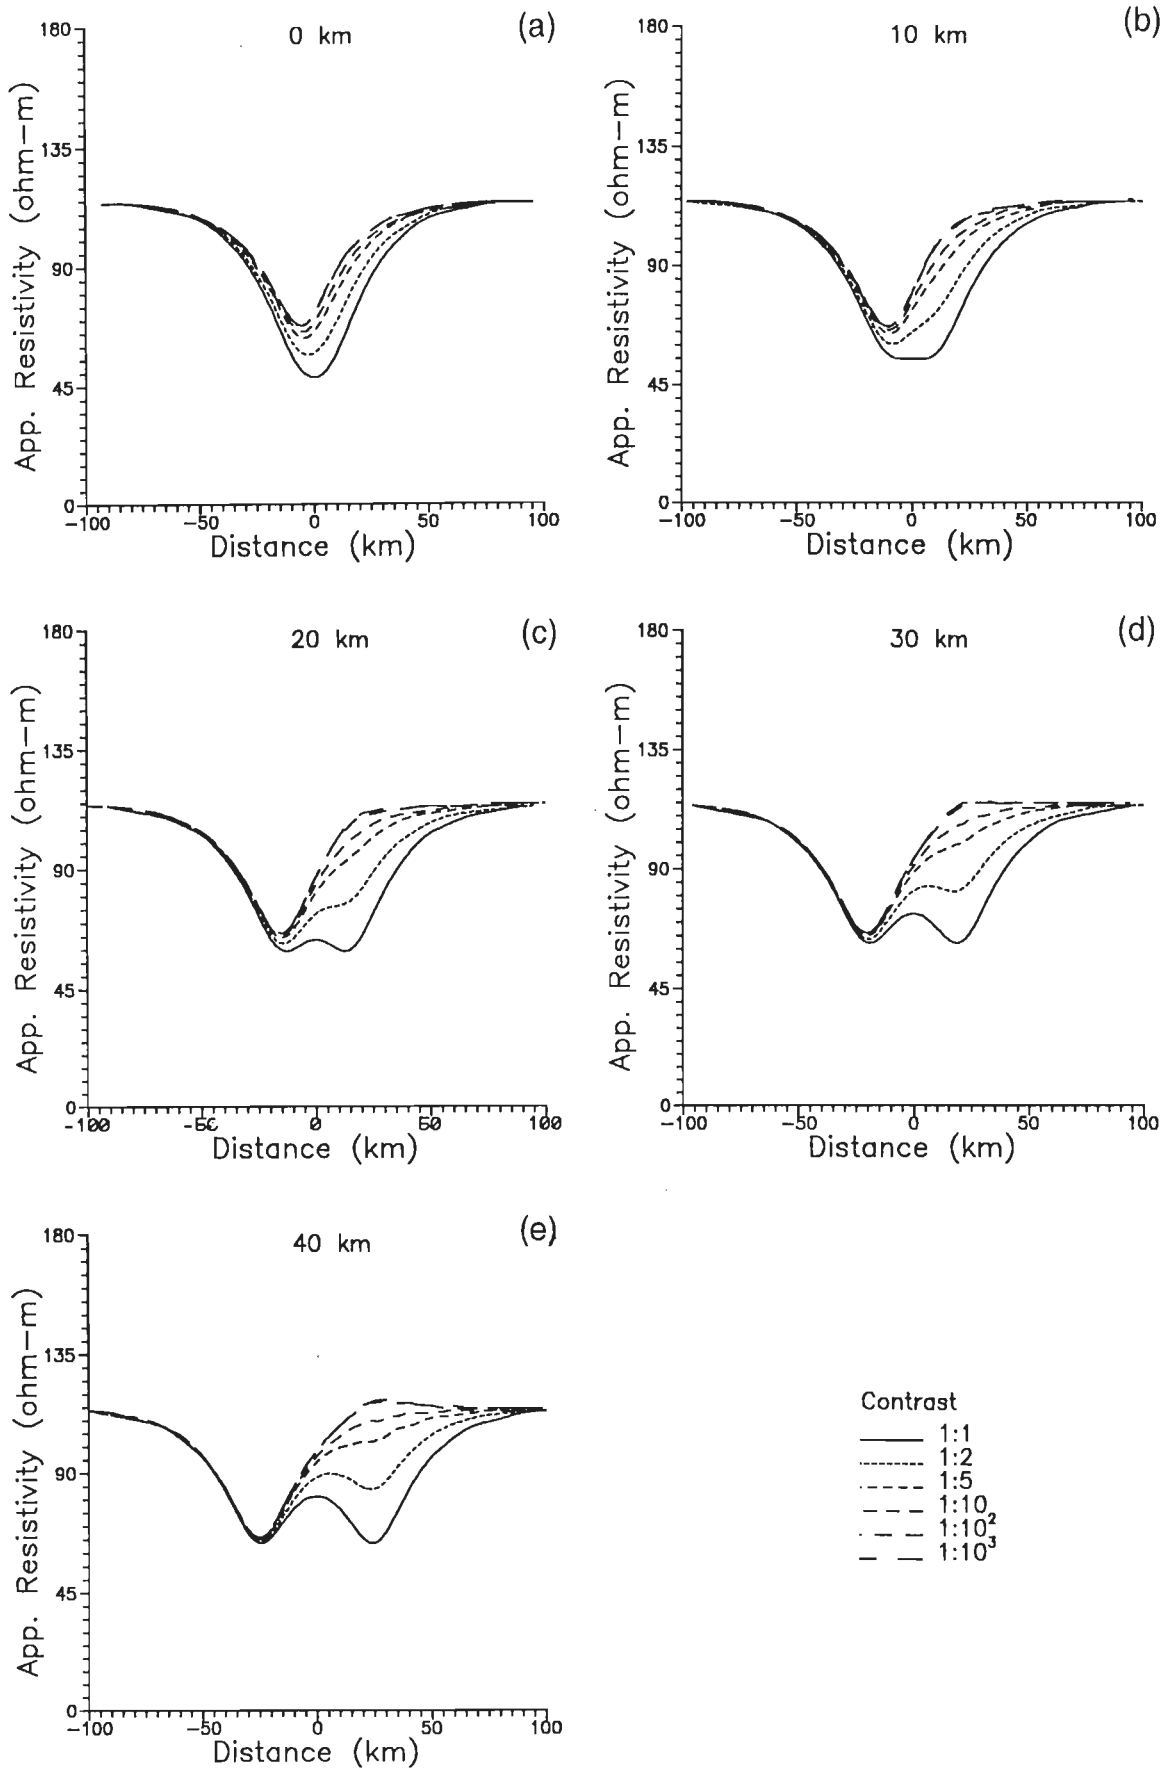 (a)
0 km
180
135
90
45
0
App. Resistivity (ohm-m)
-100 -50 0 50 100
Distance (km)
(b)
10 km
180
135
90
45
0
App. Resistivity (ohm-m)
-100 -50 0 50 100
Distance (km)
(c)
20 km
180
135
90
45
0
App. Resistivity (ohm-m)
-100 -50 0 50 100
Distance (km)
(d)
30 km
180
135
90
45
0
App. Resistivity (ohm-m)
-100 -50 0 50 100
Distance (km)
(e)
40 km
180
135
90
45
0
App. Resistivity (ohm-m)
-100 -50 0 50 100
Distance (km)
Contrast
1:1
1:2
1:5
1:10
1:10²
1:10³